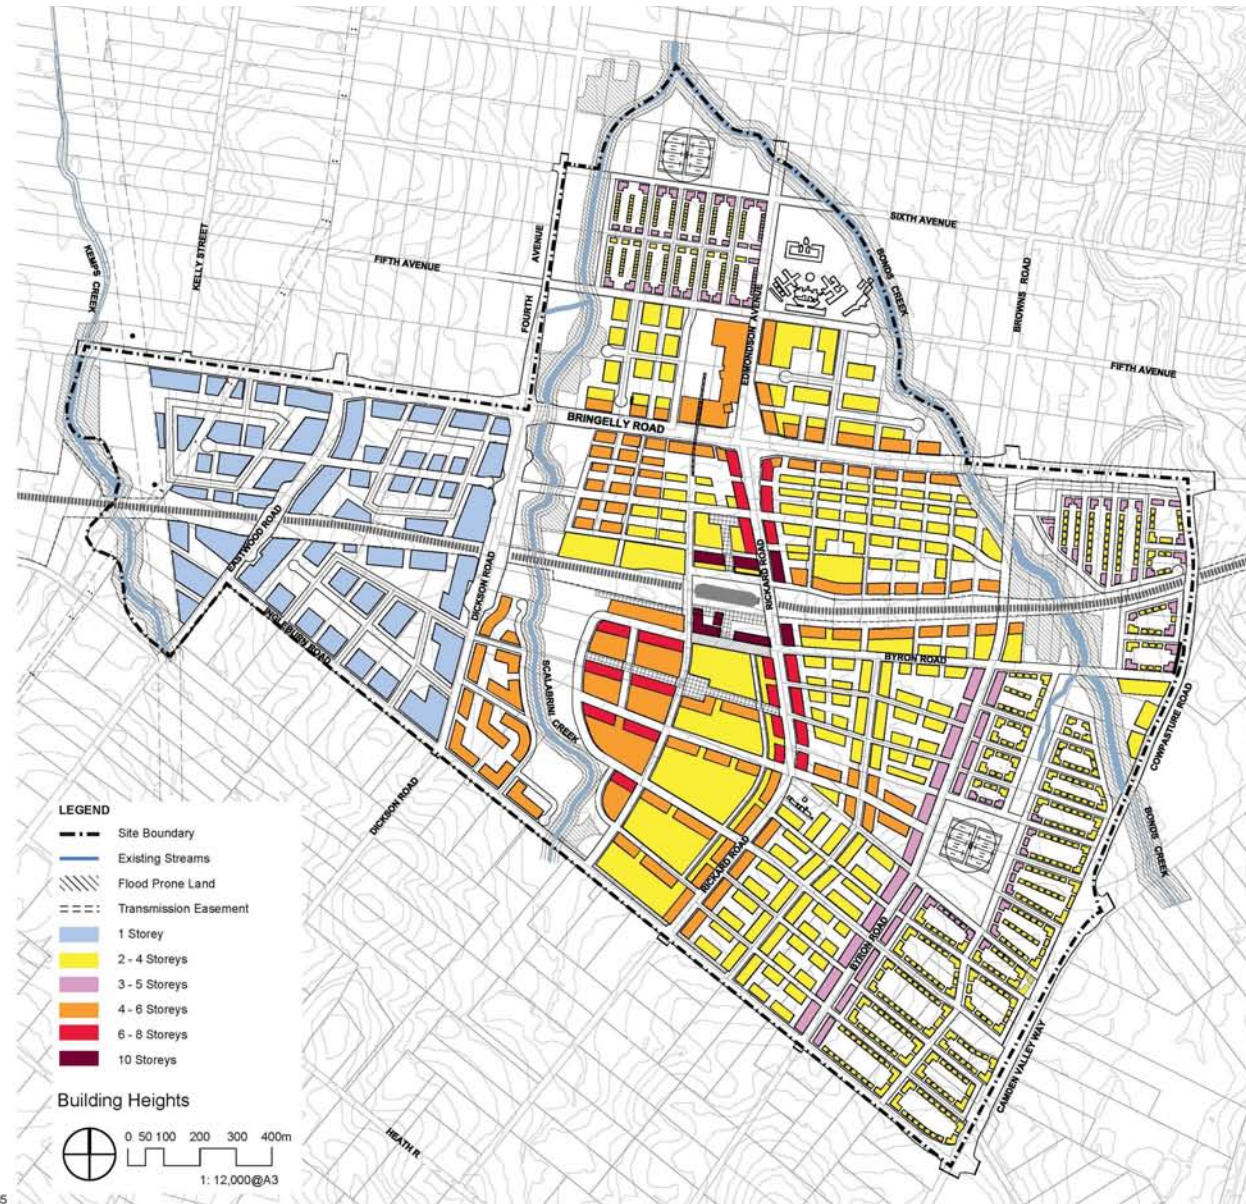 SIXTH AVENUE
KELLY STREET
KEMPS CREEK
FIFTH AVENUE
FOURTH
AVENUE
BONDS CREEK
BROWNS ROAD
EDMONDSON AVENUE
FIFTH AVENUE
BRINGELLY ROAD
EASTWOOD ROAD
DICKSON ROAD
RICKARD ROAD
INGLEBURN ROAD
BYRON ROAD
SCALABRINI
CREEK
COWPASTURE ROAD
DICKSON ROAD
RICKARD ROAD
BONDS CREEK
BYRON ROAD
CAMDEN VALLEY WAY
HEATH R
LEGEND
Site Boundary
Existing Streams
Flood Prone Land
Transmission Easement
1 Storey
2 - 4 Storeys
3 - 5 Storeys
4 - 6 Storeys
6 - 8 Storeys
10 Storeys
Building Heights
0 50 100 200 300 400m
1: 12,000@A3
5